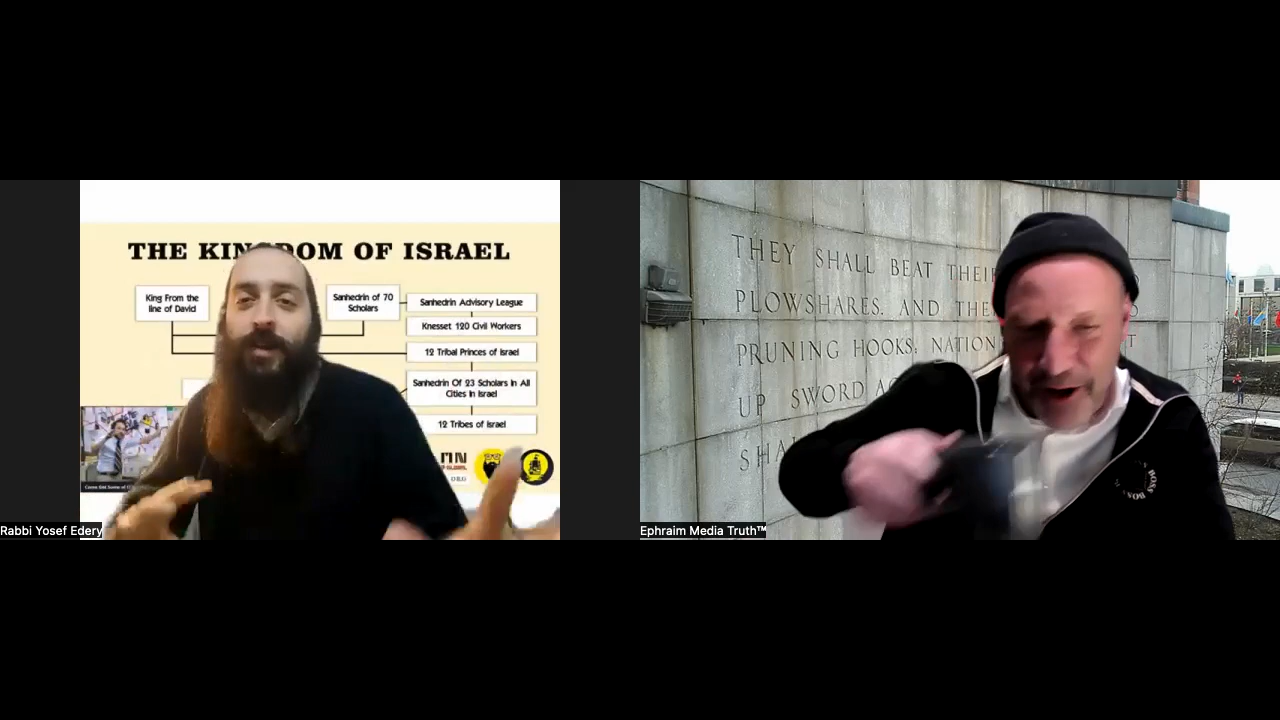 THE KINGDOM OF ISRAEL
King From the
line of David
Sanhedrin of 70
Scholars
Sanhedrin Advisory League
Knesset 120 Civil Workers
12 Tribal Princes of Israel
Sanhedrin Of 23 Scholars In All
Cities In Israel
12 Tribes of Israel
ORG
Rabbi Yosef Edery
THEY SHALL BEAT THEIR
PLOWSHARES. AND THE
PRUNING HOOKS: NATION
UP SWORD
SHA
Ephraim Media Truth™